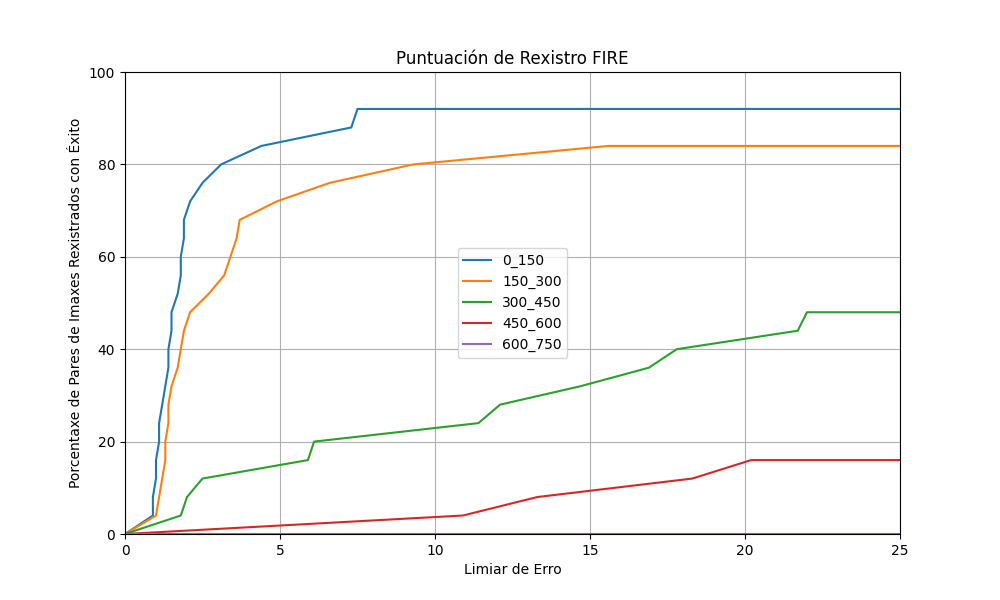 Puntuación de Rexistro FIRE
Porcentaxe de Pares de Imaxes Rexistrados con Éxito
100
80
60
40
20
0
0_150
150_300
300_450
450_600
600_750
0 5 10 15 20 25
Limiar de Erro